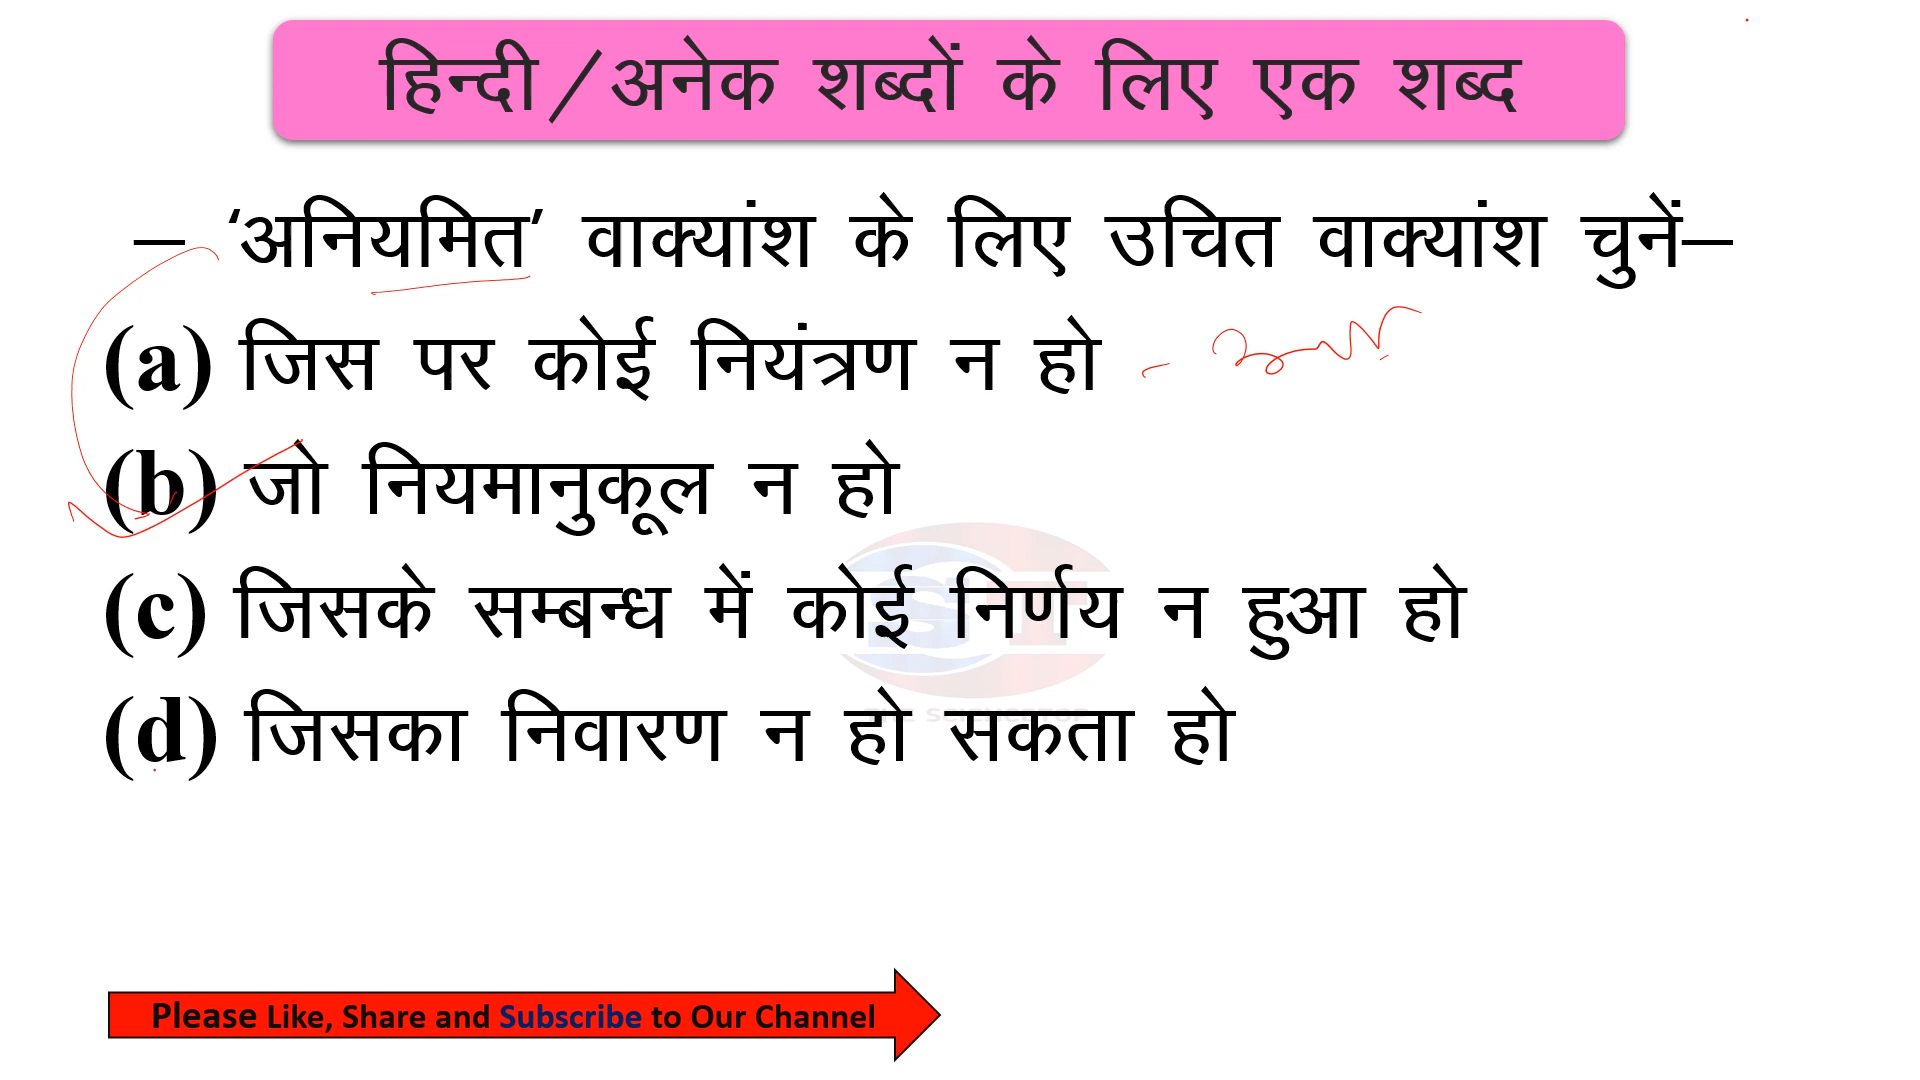 हिन्दी/अनेक शब्दों के लिए एक शब्द
– ‘अनियमित’ वाक्यांश के लिए उचित वाक्यांश चुनें–
(a) जिस पर कोई नियंत्रण न हो -
(b) जो नियमानुकूल न हो
(c) जिसके सम्बन्ध में कोई निर्णय न हुआ हो
(d) जिसका निवारण न हो सकता हो
ST
Please Like, Share and Subscribe to Our Channel